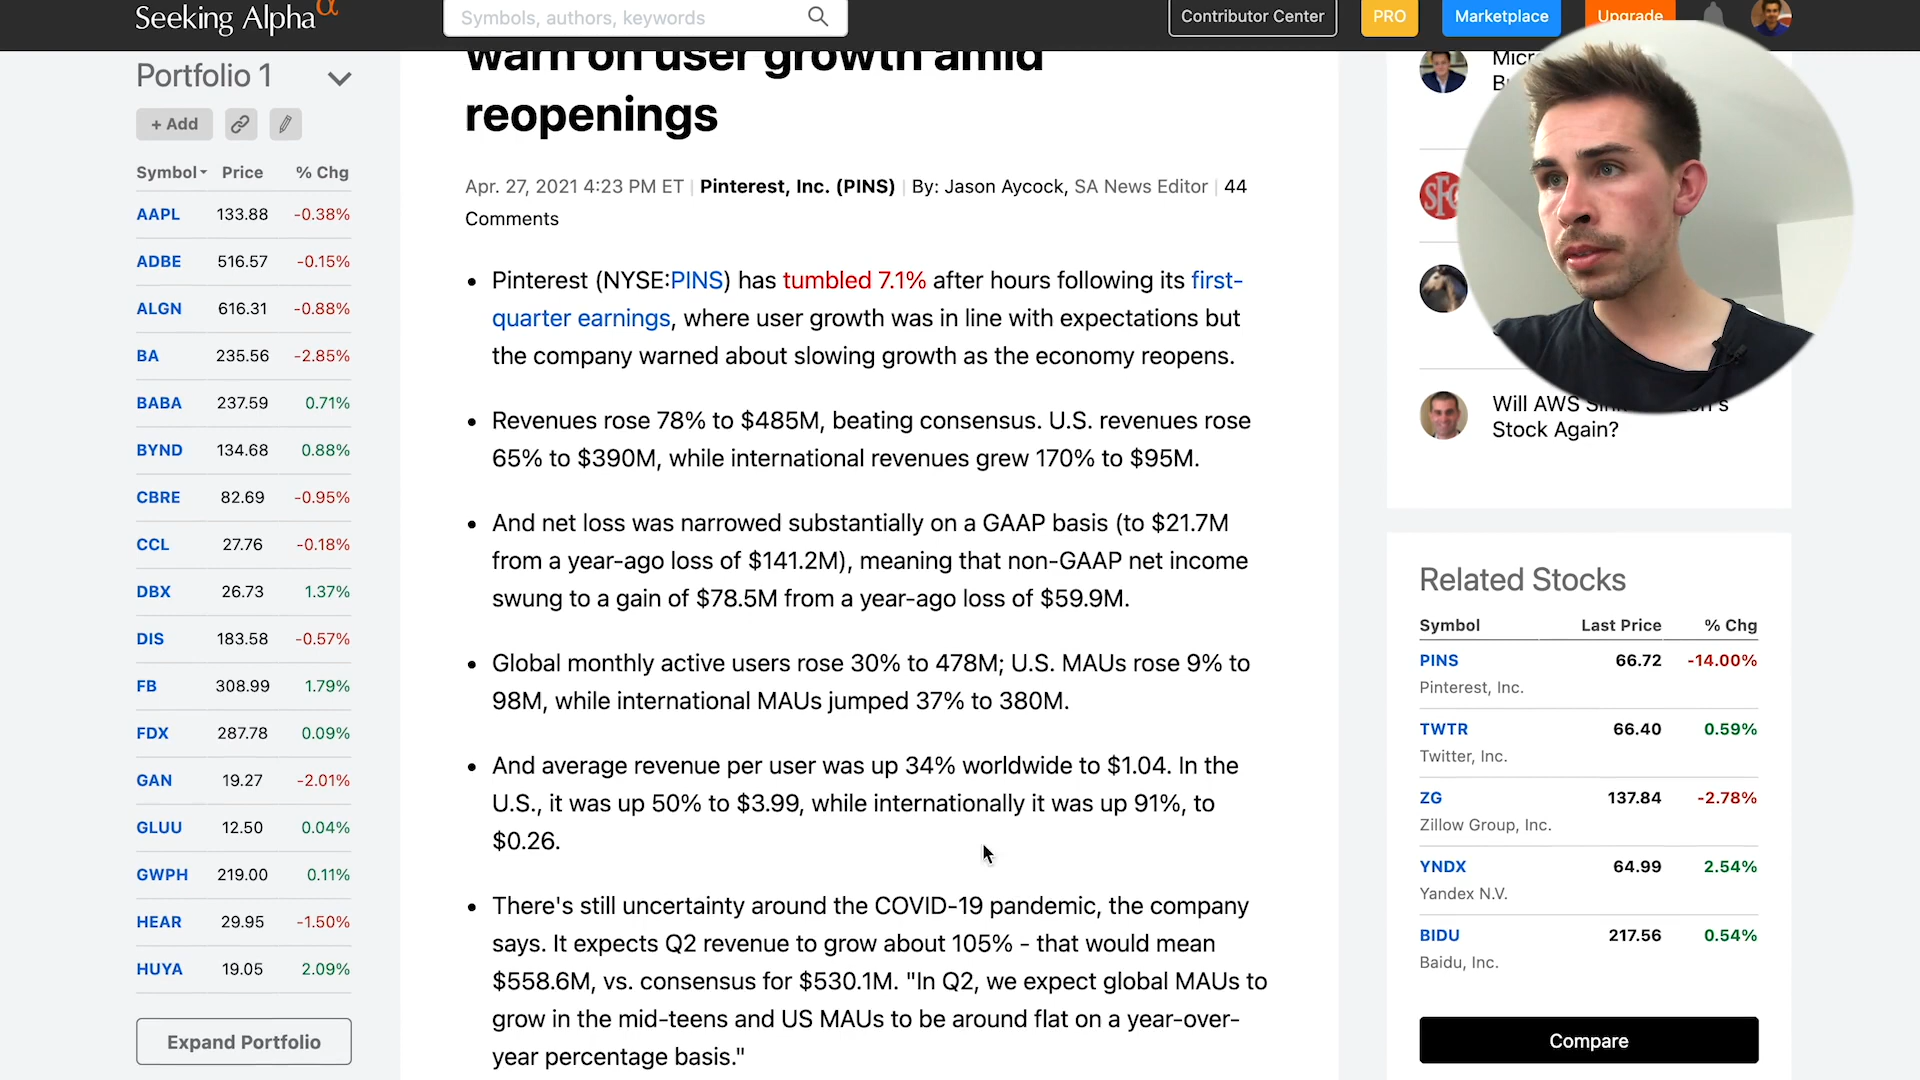 Seeking Alpha α
Symbols, authors, keywords
Contributor Center
PRO
Marketplace
Upgrade
Portfolio 1
+ Add
Symbol Price % Chg
AAPL 133.88 -0.38%
ADBE 516.57 -0.15%
ALGN 616.31 -0.88%
BA 235.56 -2.85%
BABA 237.59 0.71%
BYND 134.68 0.88%
CBRE 82.69 -0.95%
CCL 27.76 -0.18%
DBX 26.73 1.37%
DIS 183.58 -0.57%
FB 308.99 1.79%
FDX 287.78 0.09%
GAN 19.27 -2.01%
GLUU 12.50 0.04%
GWPH 219.00 0.11%
HEAR 29.95 -1.50%
HUYA 19.05 2.09%
Expand Portfolio
warn on user growth amid
reopenings
Apr. 27, 2021 4:23 PM ET | Pinterest, Inc. (PINS) | By: Jason Aycock, SA News Editor | 44
Comments
• Pinterest (NYSE:PINS) has tumbled 7.1% after hours following its first-
quarter earnings, where user growth was in line with expectations but
the company warned about slowing growth as the economy reopens.
• Revenues rose 78% to $485M, beating consensus. U.S. revenues rose
65% to $390M, while international revenues grew 170% to $95M.
• And net loss was narrowed substantially on a GAAP basis (to $21.7M
from a year-ago loss of $141.2M), meaning that non-GAAP net income
swung to a gain of $78.5M from a year-ago loss of $59.9M.
• Global monthly active users rose 30% to 478M; U.S. MAUs rose 9% to
98M, while international MAUs jumped 37% to 380M.
• And average revenue per user was up 34% worldwide to $1.04. In the
U.S., it was up 50% to $3.99, while internationally it was up 91%, to
$0.26.
• There's still uncertainty around the COVID-19 pandemic, the company
says. It expects Q2 revenue to grow about 105% - that would mean
$558.6M, vs. consensus for $530.1M. "In Q2, we expect global MAUs to
grow in the mid-teens and US MAUs to be around flat on a year-over-
year percentage basis."
SFC
Will AWS
Stock Again?
Related Stocks
Symbol Last Price % Chg
PINS 66.72 -14.00%
Pinterest, Inc.
TWTR 66.40 0.59%
Twitter, Inc.
ZG 137.84 -2.78%
Zillow Group, Inc.
YNDX 64.99 2.54%
Yandex N.V.
BIDU 217.56 0.54%
Baidu, Inc.
Compare